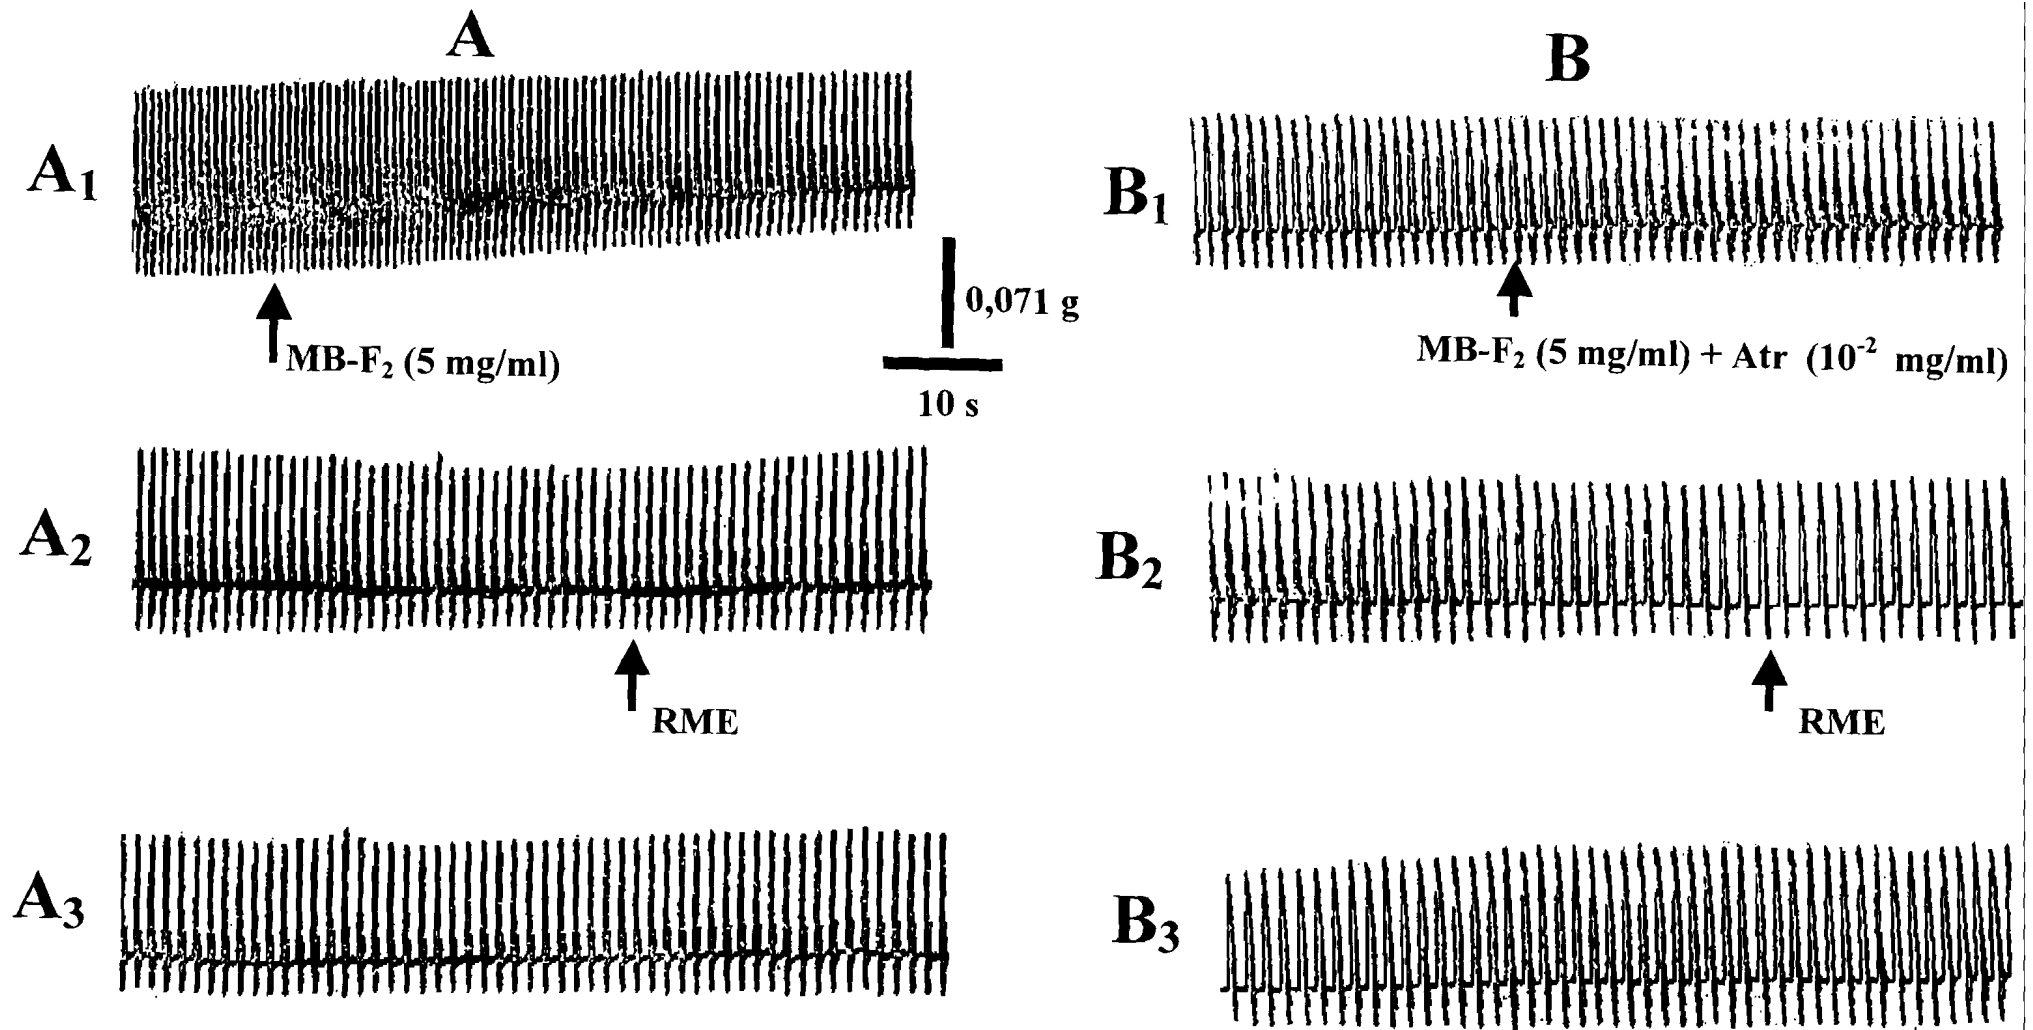 A
B
A₁
B₁
0,071 g
MB-F₂ (5 mg/ml)
MB-F₂ (5 mg/ml) + Atr (10⁻² mg/ml)
10 s
A₂
B₂
RME
RME
A₃
B₃